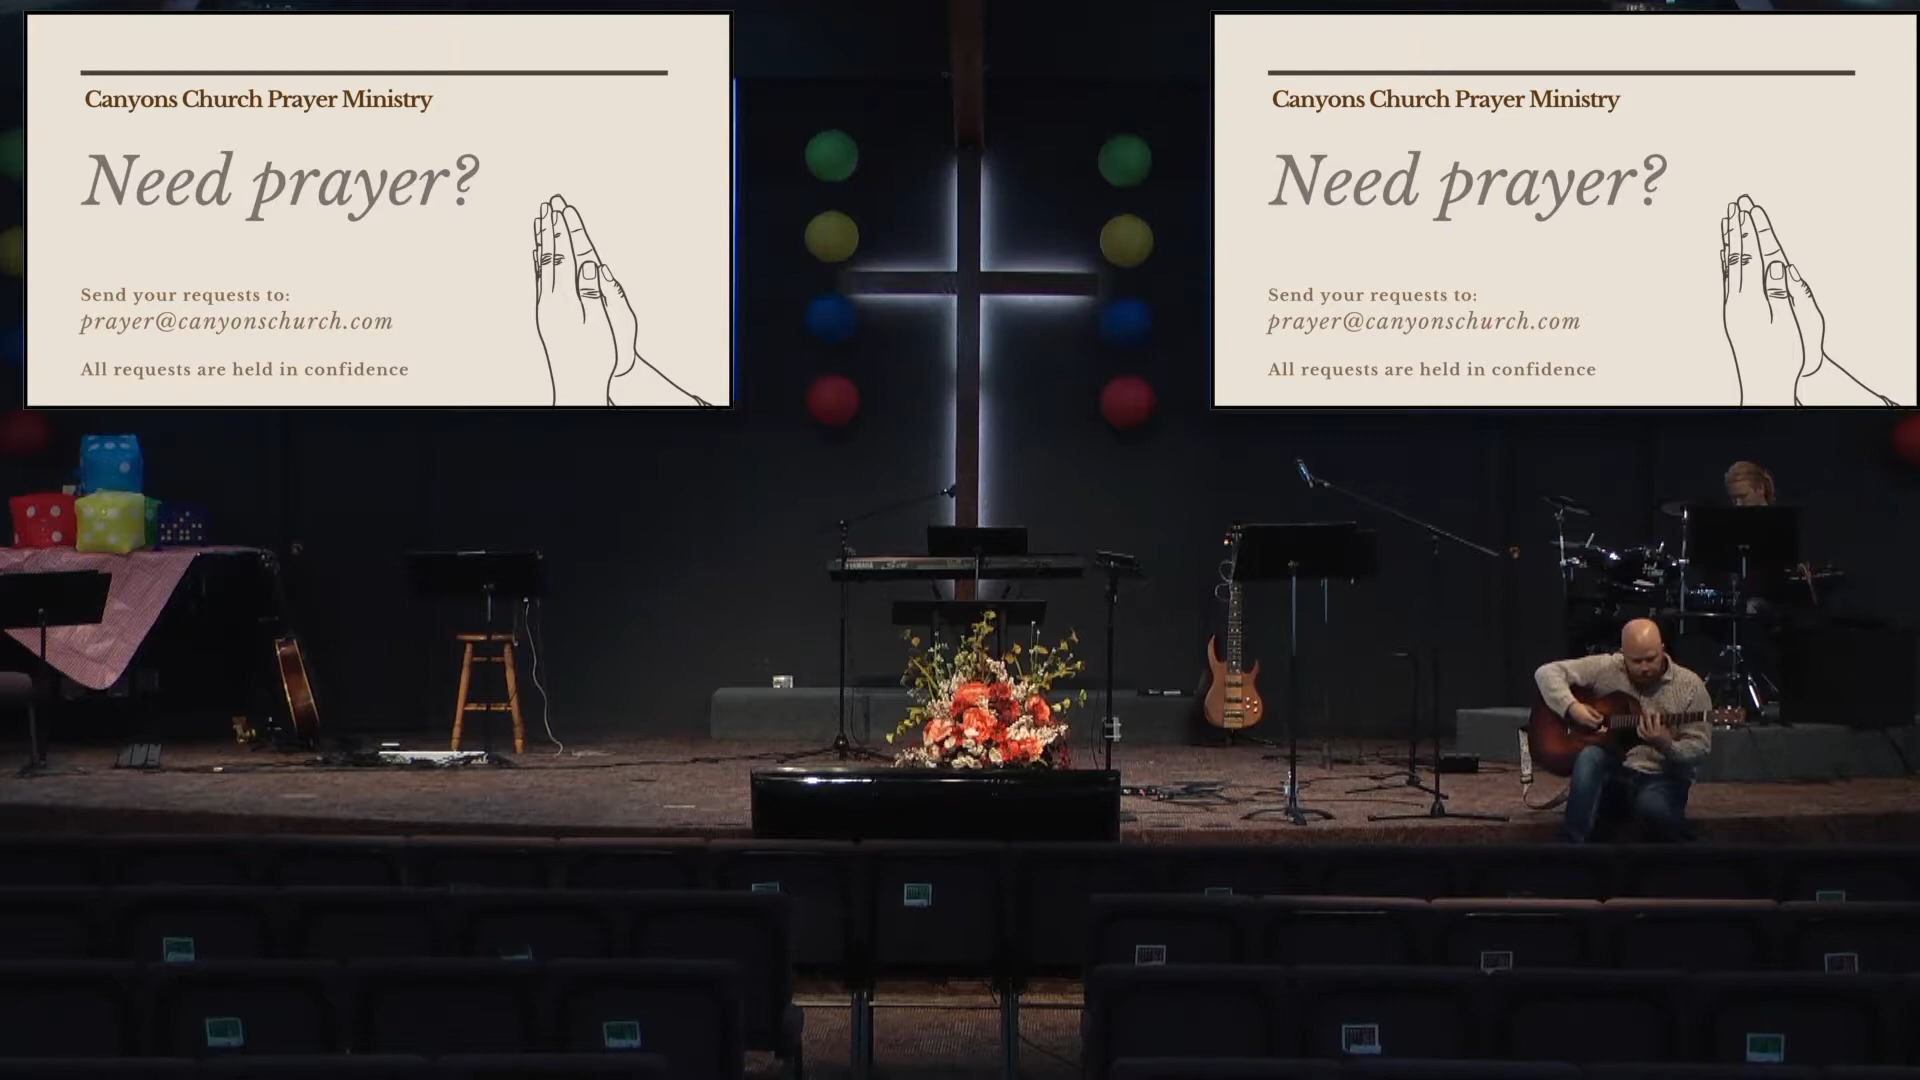 Canyons Church Prayer Ministry
Need prayer?
Send your requests to:
prayer@canyonschurch.com
All requests are held in confidence
Canyons Church Prayer Ministry
Need prayer?
Send your requests to:
prayer@canyonschurch.com
All requests are held in confidence
YAMAHA